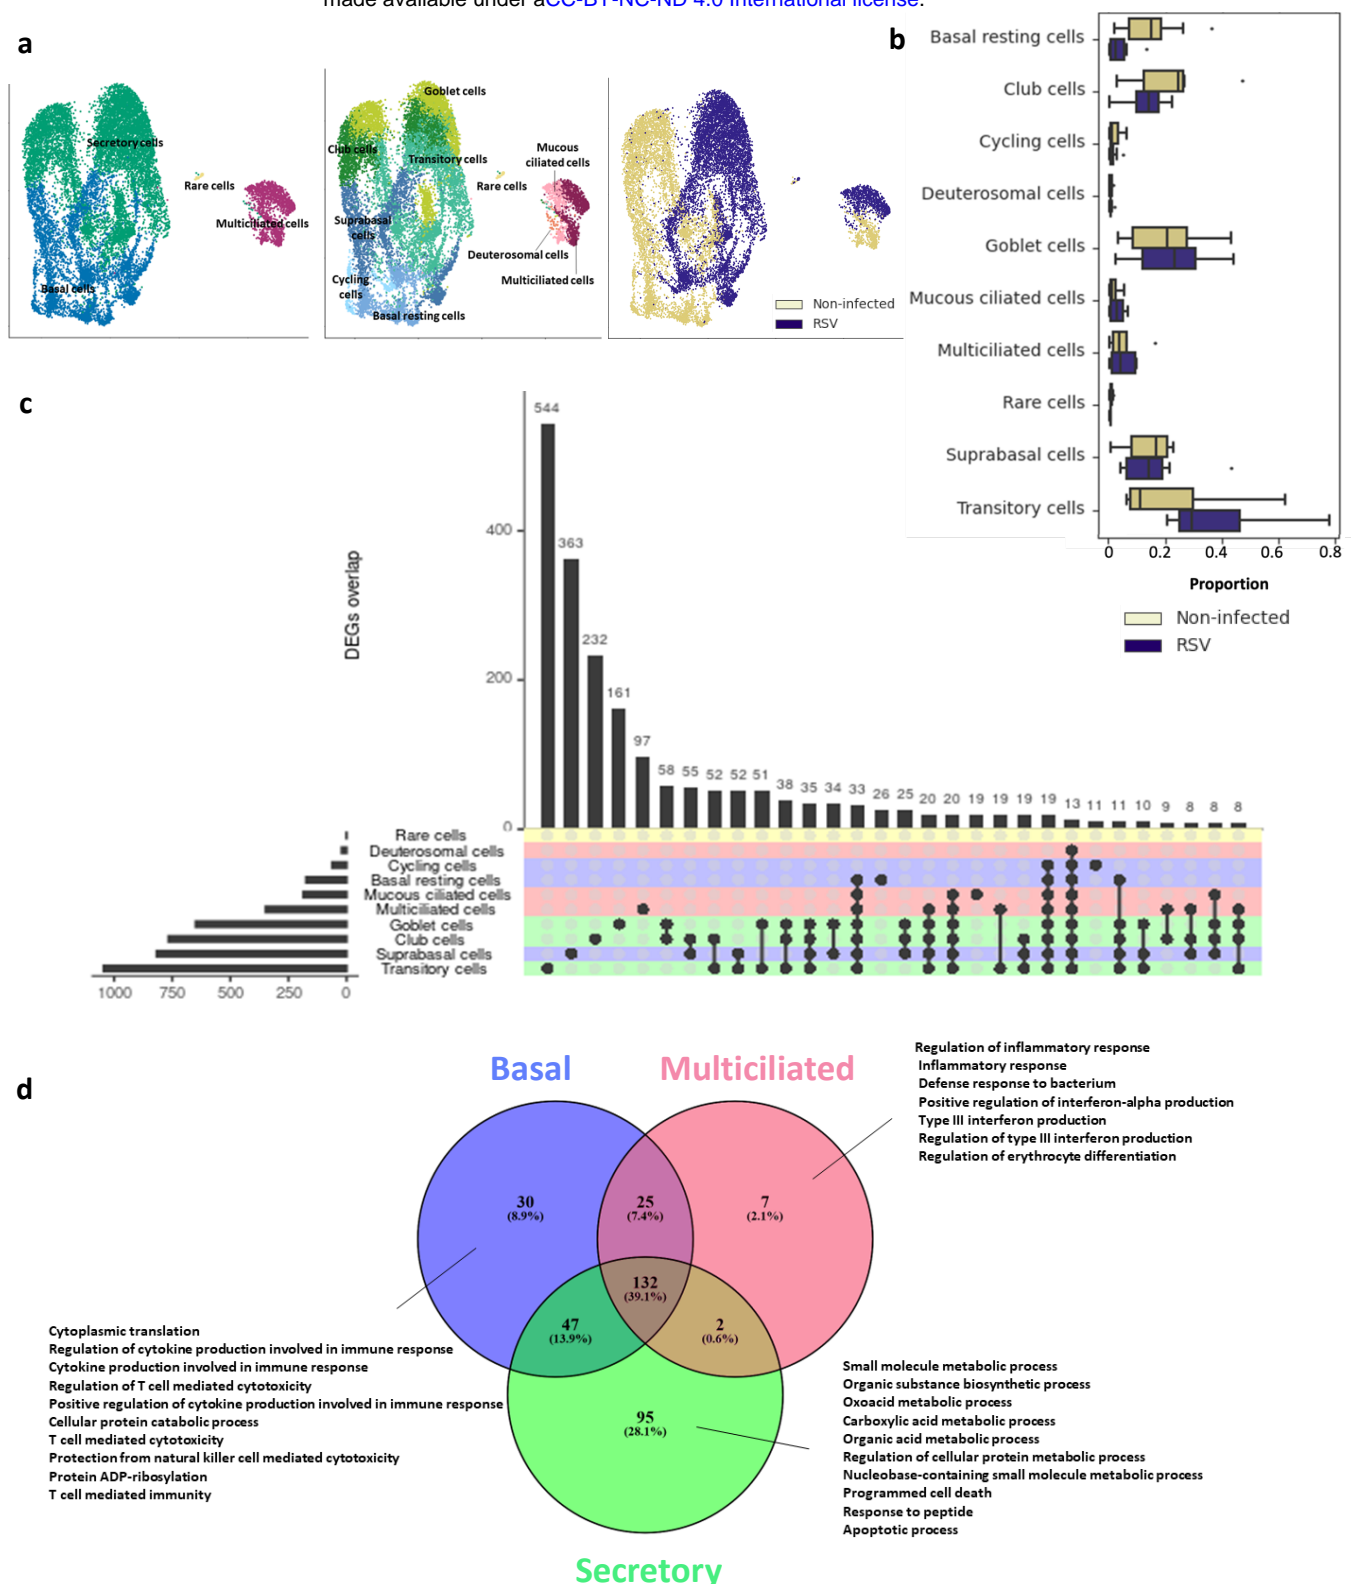 made available under aCC-BY-NC-ND 4.0 International license.
a
Secretory cells
Rare cells
Multiciliated cells
Basal cells
Goblet cells
Club cells
Transitory cells
Mucous
ciliated cells
Rare cells
Suprabasal
cells
Deuterosomal cells
Cycling
cells
Multiciliated cells
Basal resting cells
Non-infected
RSV
b
Basal resting cells
Club cells
Cycling cells
Deuterosomal cells
Goblet cells
Mucous ciliated cells
Multiciliated cells
Rare cells
Suprabasal cells
Transitory cells
0 0.2 0.4 0.6 0.8
Proportion
Non-infected
RSV
c
DEGs overlap
400
200
0
544 363 232 161 97 58 55 52 52 51 38 35 34 33 26 25 20 20 19 19 19 19 13 11 11 10 9 8 8 8
Rare cells
Deuterosomal cells
Cycling cells
Basal resting cells
Mucous ciliated cells
Multiciliated cells
Goblet cells
Club cells
Suprabasal cells
Transitory cells
1000 750 500 250 0
d
Basal
Multiciliated
Secretory
30
(8.9%)
25
(7.4%)
7
(2.1%)
132
(39.1%)
47
(13.9%)
2
(0.6%)
95
(28.1%)
Regulation of inflammatory response
Inflammatory response
Defense response to bacterium
Positive regulation of interferon-alpha production
Type III interferon production
Regulation of type III interferon production
Regulation of erythrocyte differentiation
Cytoplasmic translation
Regulation of cytokine production involved in immune response
Cytokine production involved in immune response
Regulation of T cell mediated cytotoxicity
Positive regulation of cytokine production involved in immune response
Cellular protein catabolic process
T cell mediated cytotoxicity
Protection from natural killer cell mediated cytotoxicity
Protein ADP-ribosylation
T cell mediated immunity
Small molecule metabolic process
Organic substance biosynthetic process
Oxoacid metabolic process
Carboxylic acid metabolic process
Organic acid metabolic process
Regulation of cellular protein metabolic process
Nucleobase-containing small molecule metabolic process
Programmed cell death
Response to peptide
Apoptotic process